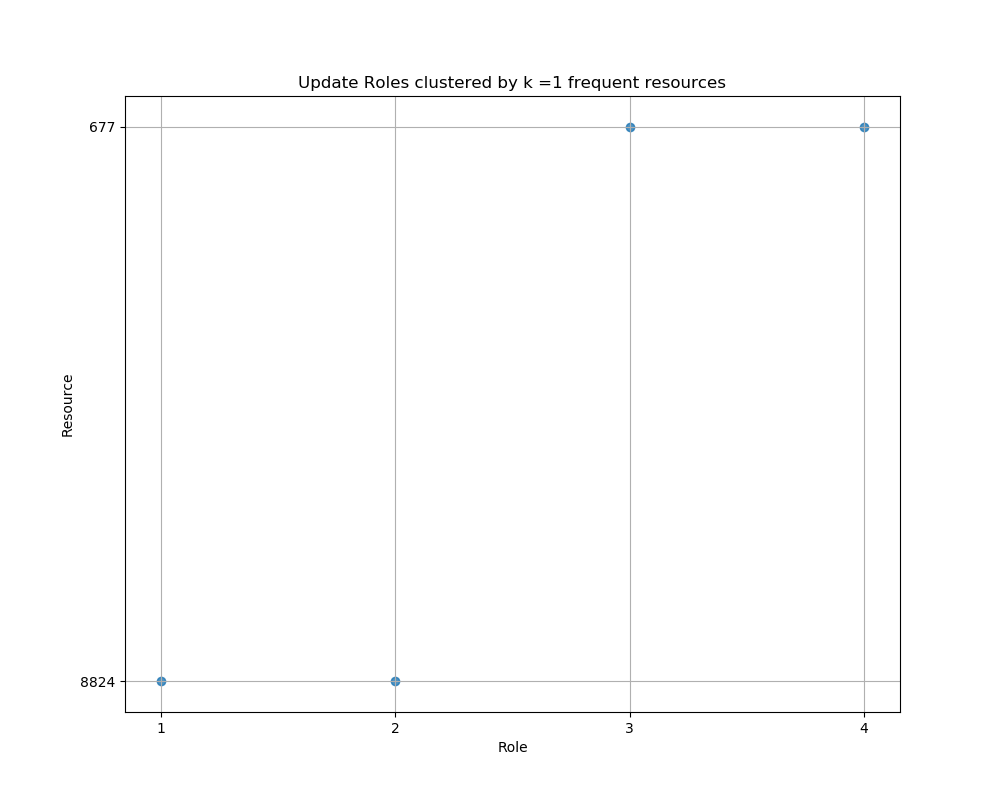 Update Roles clustered by k =1 frequent resources
677
Resource
8824
1 2 3 4
Role